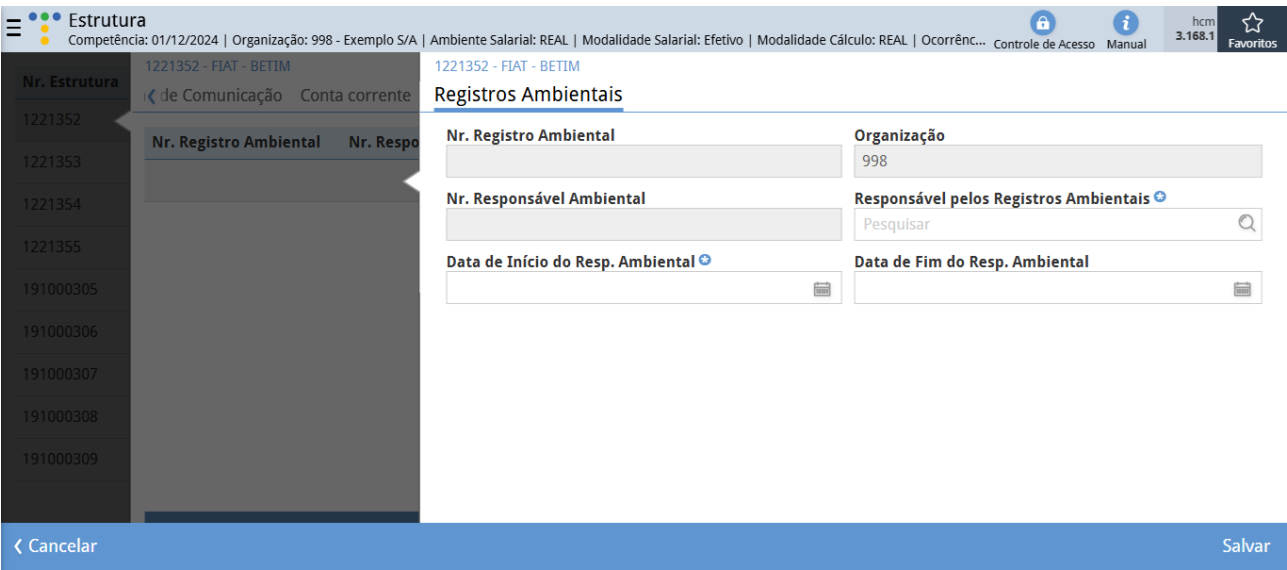 Estrutura
Competência: 01/12/2024 | Organização: 998 - Exemplo S/A | Ambiente Salarial: REAL | Modalidade Salarial: Efetivo | Modalidade Cálculo: REAL | Ocorrênc...
Controle de Acesso
Manual
hcm
3.168.1
Favoritos
Nr. Estrutura
1221352
1221353
1221354
1221355
191000305
191000306
191000307
191000308
191000309
1221352 - FIAT - BETIM
de Comunicação Conta corrente
Nr. Registro Ambiental Nr. Respo
1221352 - FIAT - BETIM
Registros Ambientais
Nr. Registro Ambiental
Organização
998
Nr. Responsável Ambiental
Responsável pelos Registros Ambientais
Pesquisar
Data de Início do Resp. Ambiental
Data de Fim do Resp. Ambiental
Cancelar
Salvar